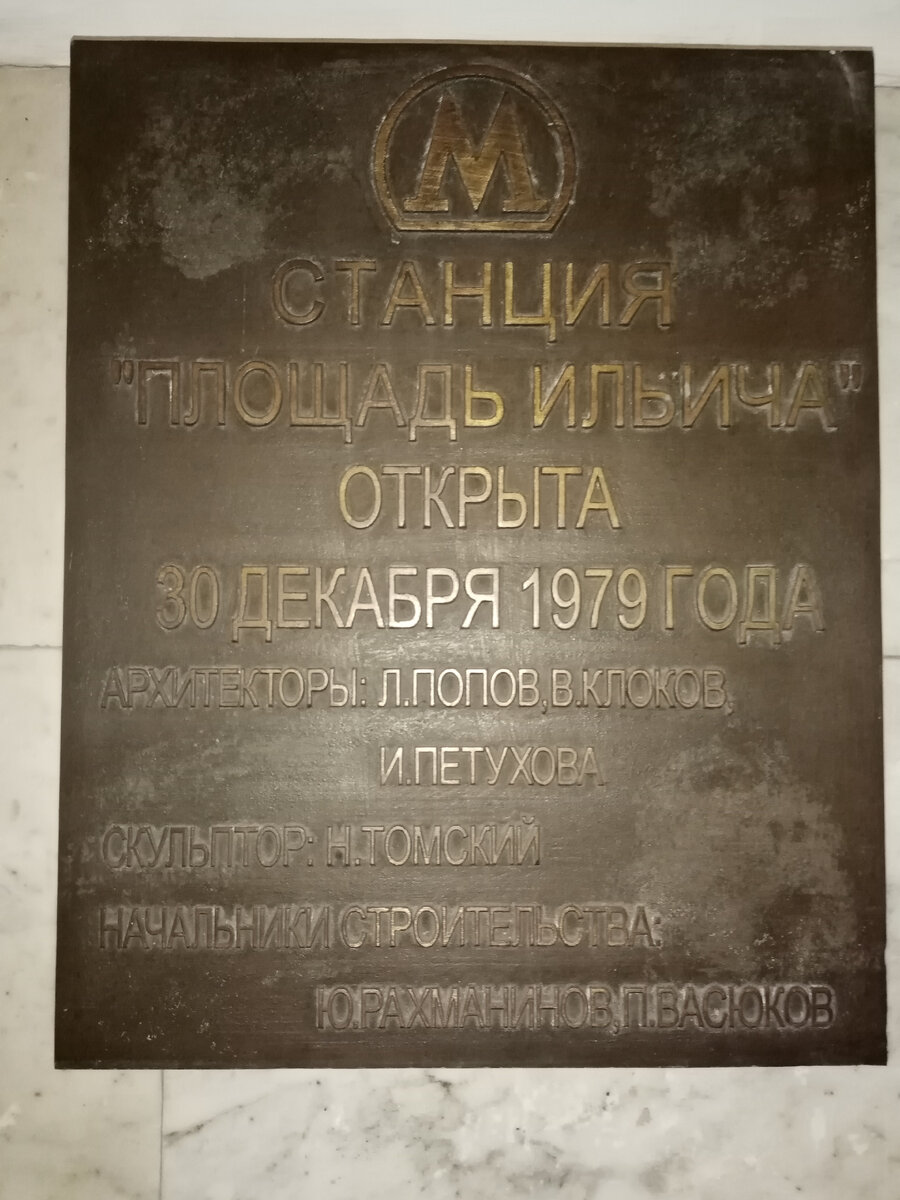 М
СТАНЦИЯ
"ПЛОЩАДЬ ИЛЬИЧА"
ОТКРЫТА
30 ДЕКАБРЯ 1979 ГОДА
АРХИТЕКТОРЫ: Л.ПОПОВ,В.КЛОКОВ,
И.ПЕТУХОВА
СКУЛЬПТОР: Н.ТОМСКИЙ
НАЧАЛЬНИКИ СТРОИТЕЛЬСТВА:
Ю.РАХМАНИНОВ,П.ВАСЮКОВ